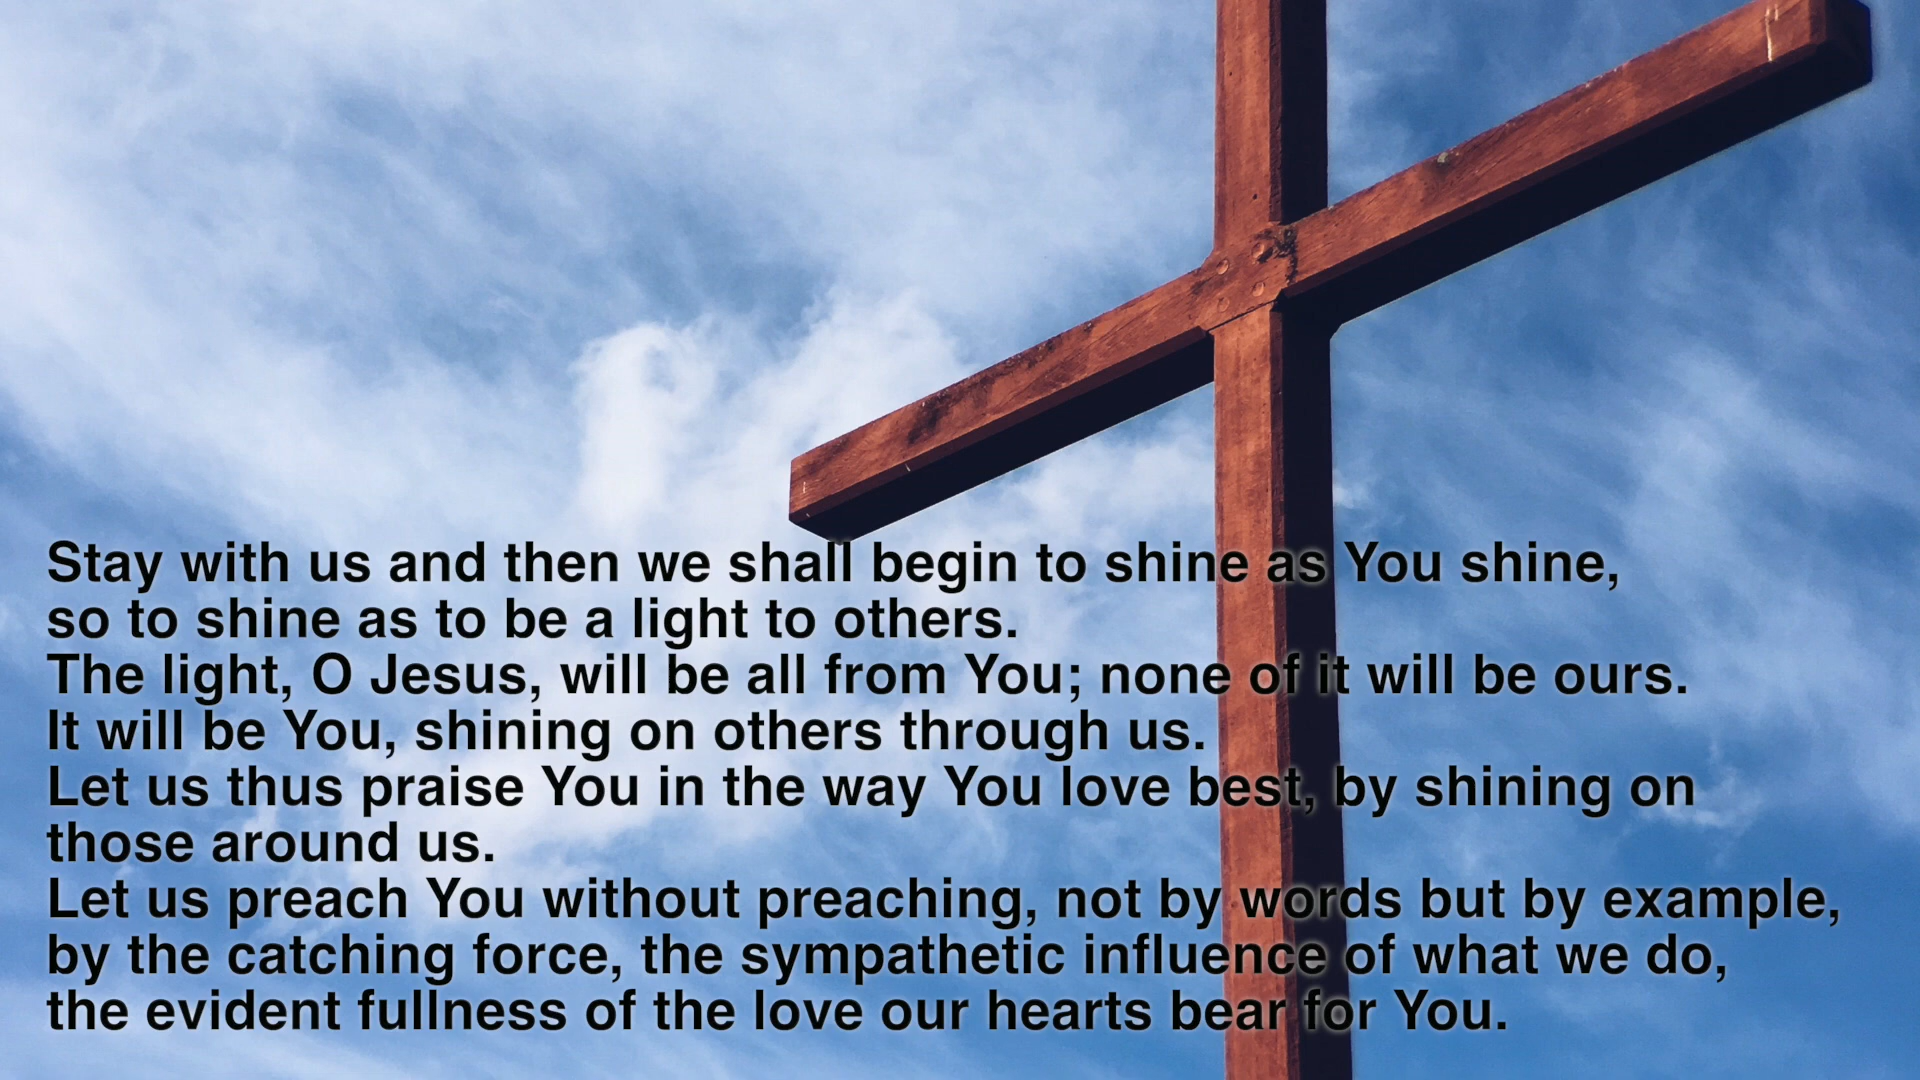 Stay with us and then we shall begin to shine as You shine,
so to shine as to be a light to others.
The light, O Jesus, will be all from You; none of it will be ours.
It will be You, shining on others through us.
Let us thus praise You in the way You love best, by shining on
those around us.
Let us preach You without preaching, not by words but by example,
by the catching force, the sympathetic influence of what we do,
the evident fullness of the love our hearts bear for You.